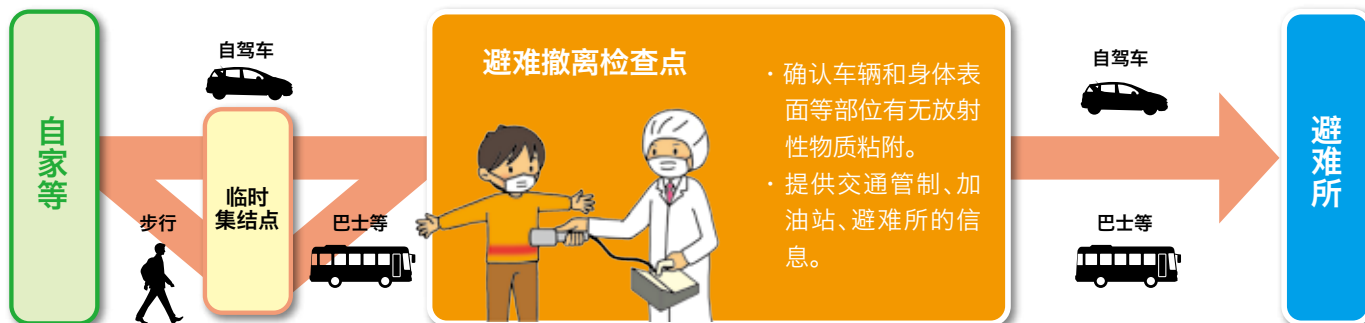 自家等
自驾车
步行
临时
集结点
巴士等
避难撤离检查点
・确认车辆和身体表
面等部位有无放射
性物质粘附。
・提供交通管制、加
油站、避难所的信
息。
自驾车
巴士等
避难所